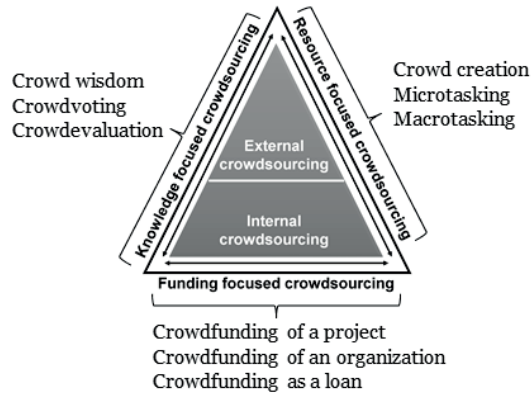 Crowd wisdom
Crowdvoting
Crowdevaluation
Knowledge focused crowdsourcing
Resource focused crowdsourcing
Crowd creation
Microtasking
Macrotasking
External
crowdsourcing
Internal
crowdsourcing
Funding focused crowdsourcing
Crowdfunding of a project
Crowdfunding of an organization
Crowdfunding as a loan